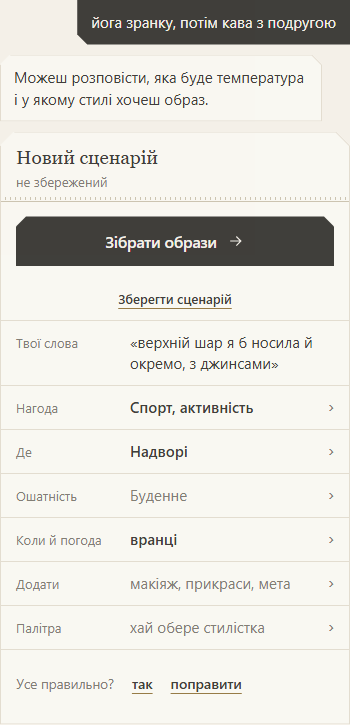 йога зранку, потім кава з подругою
Можеш розповісти, яка буде температура
і у якому стилі хочеш образ.
Новий сценарій
не збережений
Зібрати образи →
Зберегти сценарій
Твої слова «верхній шар я б носила й
окремо, з джинсами»
Нагода Спорт, активність >
Де Надворі >
Ошатність Буденне >
Коли й погода вранці >
Додати макіяж, прикраси, мета >
Палітра хай обере стилістка >
Усе правильно? так поправити